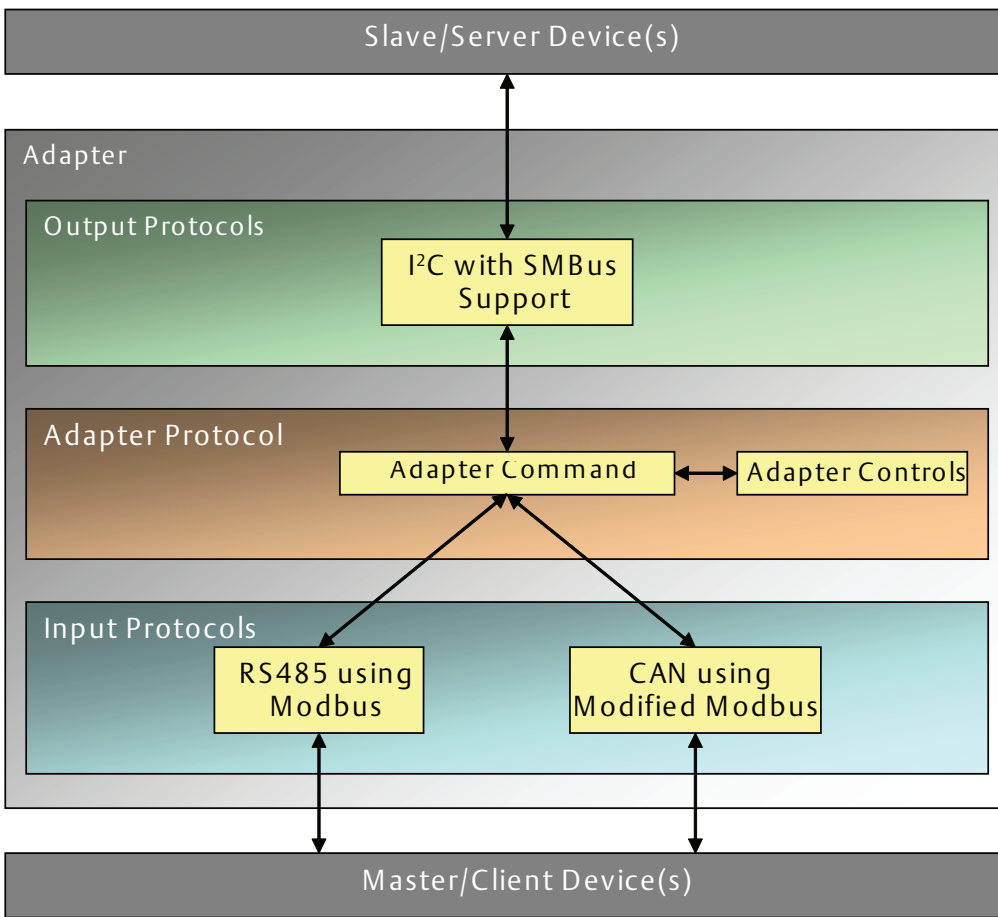 Slave/Server Device(s)
Adapter
Output Protocols
I²C with SMBus
Support
Adapter Protocol
Adapter Command
Adapter Controls
Input Protocols
RS485 using
Modbus
CAN using
Modified Modbus
Master/Client Device(s)